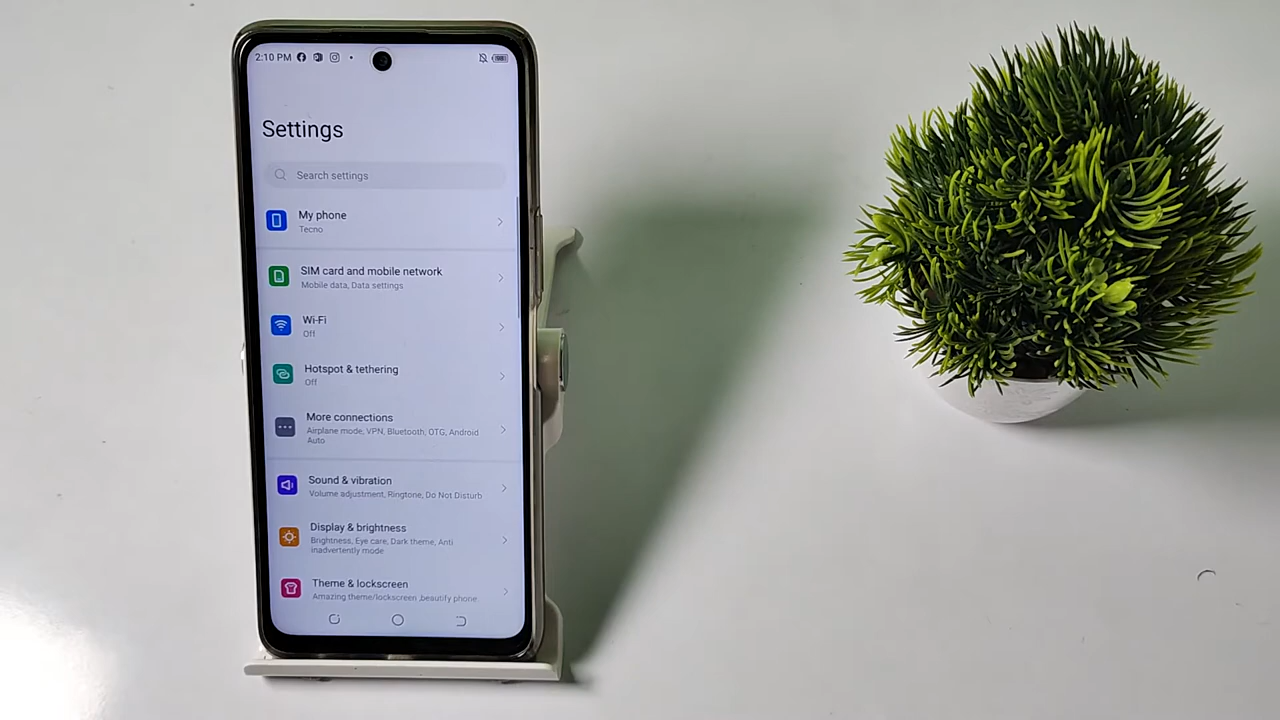 2:10 PM
Settings
Search settings
My phone
Tecno
SIM card and mobile network
Mobile data, Data settings
Wi-Fi
Off
Hotspot & tethering
Off
More connections
Airplane mode, VPN, Bluetooth, OTG, Android
Auto
Sound & vibration
Volume adjustment, Ringtone, Do Not Disturb
Display & brightness
Brightness, Eye care, Dark theme, Anti
inadvertently mode
Theme & lockscreen
Amazing theme/lockscreen ,beautify phone